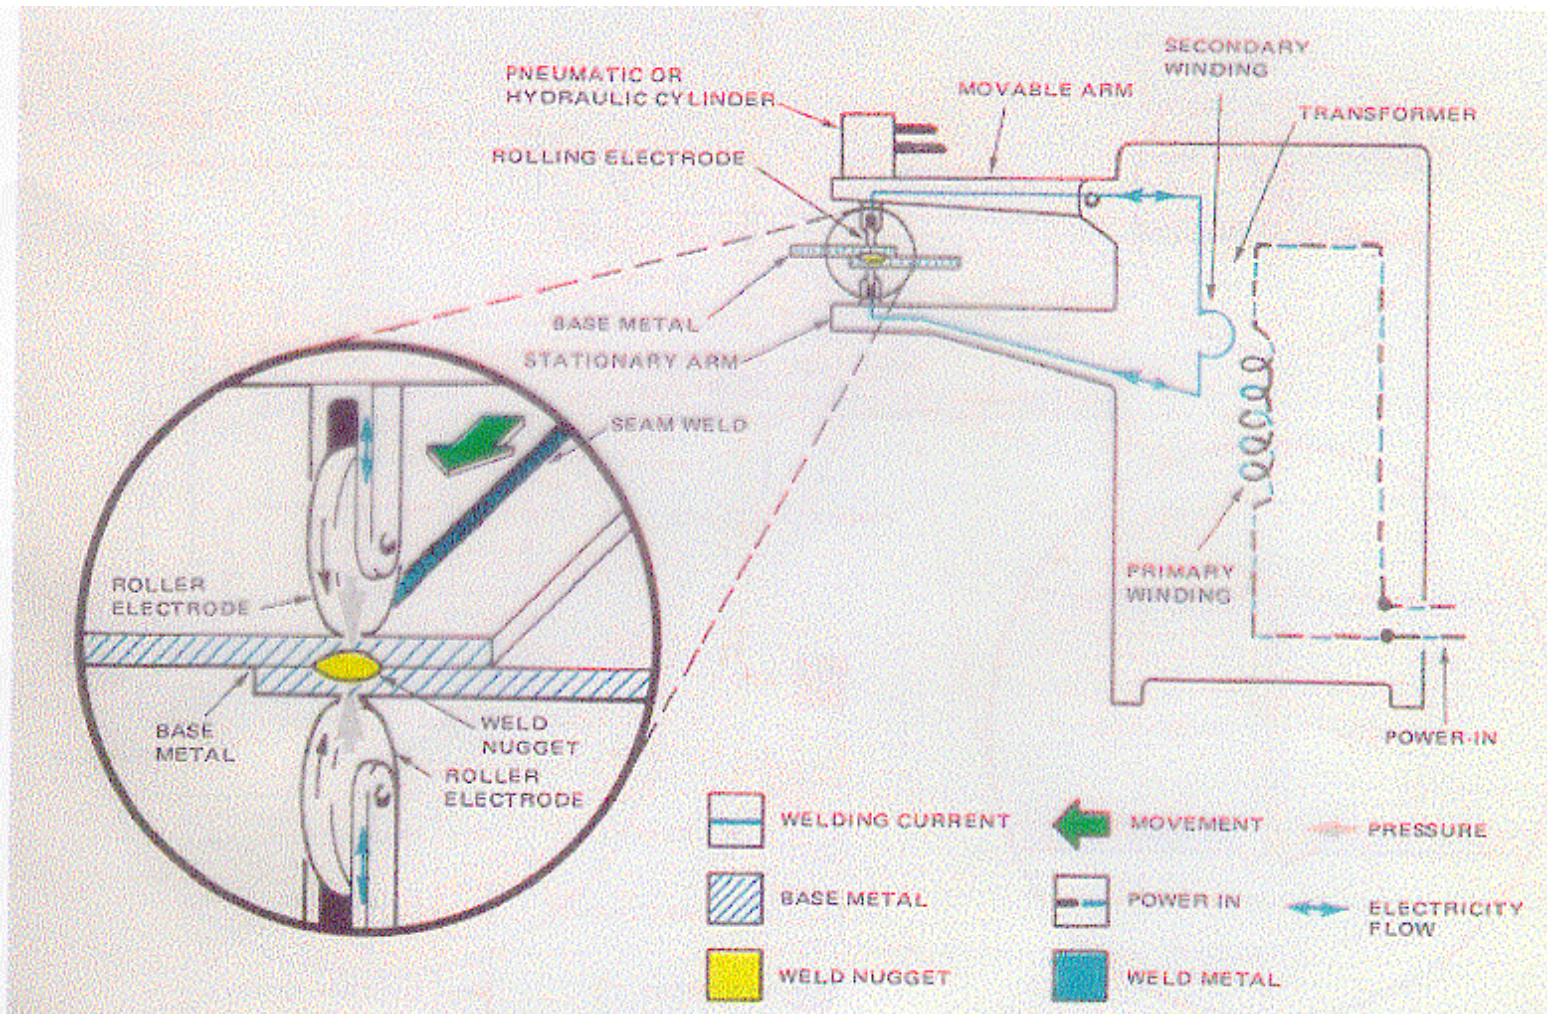 SECONDARY
WINDING
PNEUMATIC OR
HYDRAULIC CYLINDER
MOVABLE ARM
TRANSFORMER
ROLLING ELECTRODE
BASE METAL
STATIONARY ARM
SEAM WELD
ROLLER
ELECTRODE
PRIMARY
WINDING
BASE
METAL
WELD
NUGGET
ROLLER
ELECTRODE
POWER-IN
WELDING CURRENT
MOVEMENT
PRESSURE
BASE METAL
POWER IN
ELECTRICITY
FLOW
WELD NUGGET
WELD METAL